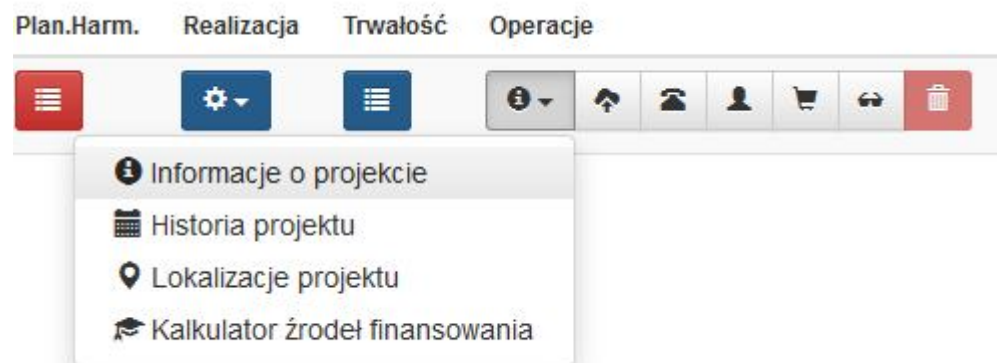 Plan.Harm. Realizacja Trwałość Operacje
Informacje o projekcie
Historia projektu
Lokalizacje projektu
Kalkulator źrodeł finansowania